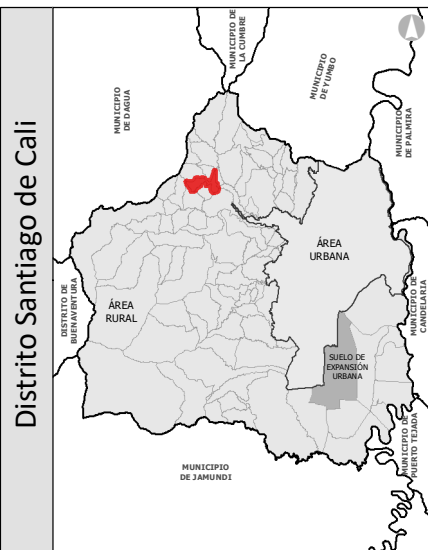 Distrito Santiago de Cali
MUNICIPIO DE
LA CUMBRE
MUNICIPIO
DE YUMBO
MUNICIPIO
DE DAGUA
MUNICIPIO
DE PALMIRA
ÁREA
URBANA
DISTRITO DE
BUENAVENTURA
ÁREA
RURAL
MUNICIPIO DE
CANDELARIA
SUELO DE
EXPANSIÓN
URBANA
MUNICIPIO DE
PUERTO TEJADA
MUNICIPIO
DE JAMUNDI